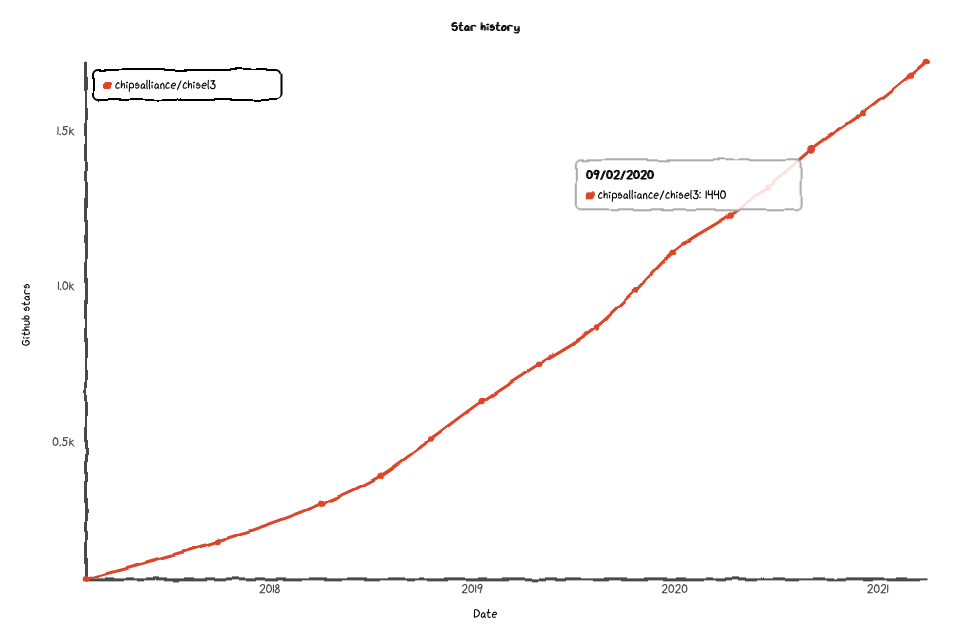 Star history
chipsalliance/chisel3
1.5k
09/02/2020
chipsalliance/chisel3: 1440
1.0k
Github stars
0.5k
2018
2019
2020
2021
Date